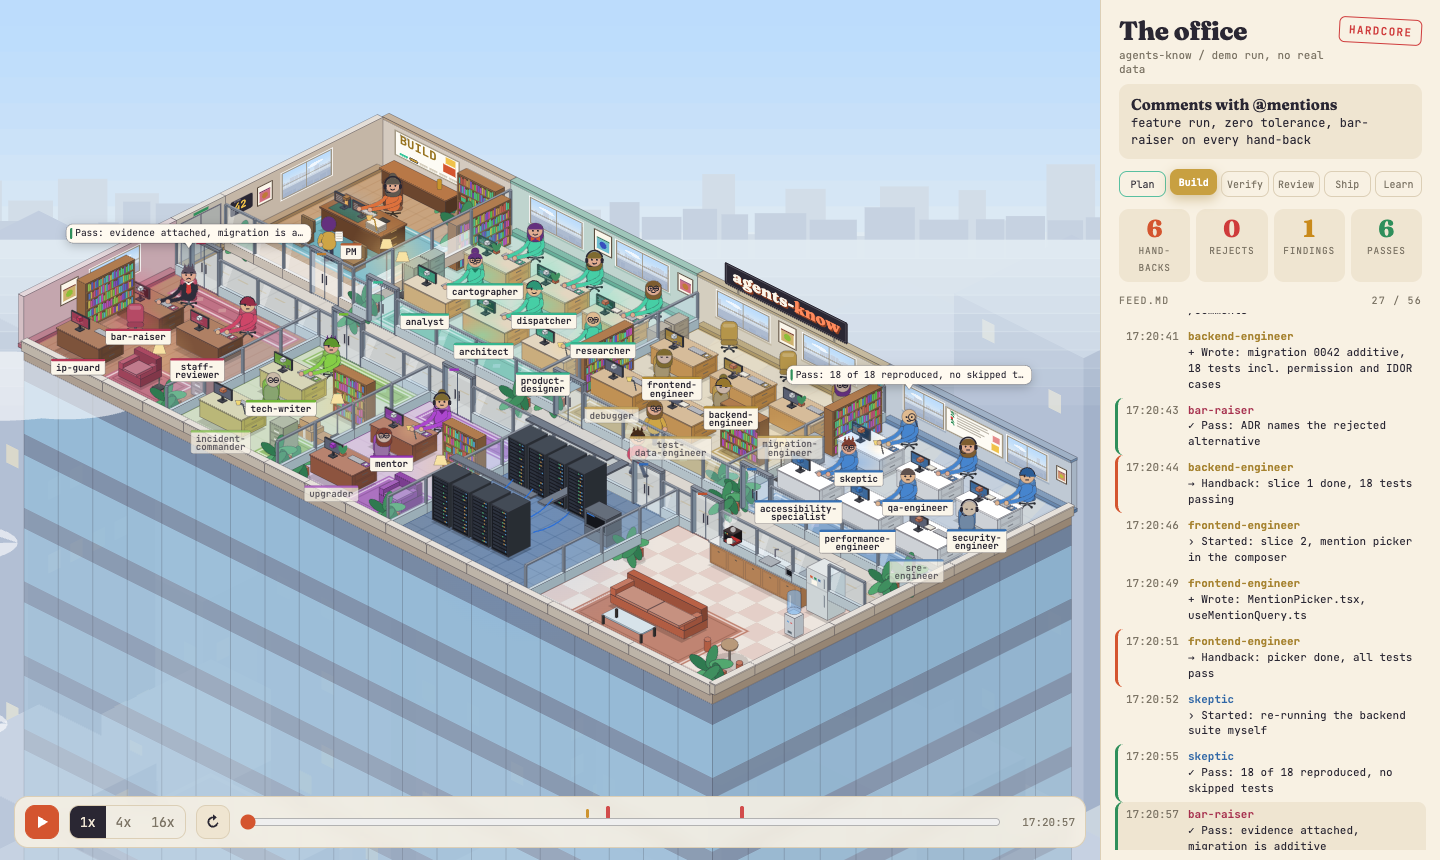 The office
HARDCORE
agents-know / demo run, no real
data
Comments with @mentions
feature run, zero tolerance, bar-
raiser on every hand-back
Plan
Build
Verify
Review
Ship
Learn
6
HAND-
BACKS
0
REJECTS
1
FINDINGS
6
PASSES
FEED.MD
27 / 56
17:20:41
backend-engineer
+ Wrote: migration 0042 additive,
18 tests incl. permission and IDOR
cases
17:20:43
bar-raiser
✓ Pass: ADR names the rejected
alternative
17:20:44
backend-engineer
→ Handback: slice 1 done, 18 tests
passing
17:20:46
frontend-engineer
› Started: slice 2, mention picker
in the composer
17:20:49
frontend-engineer
+ Wrote: MentionPicker.tsx,
useMentionQuery.ts
17:20:51
frontend-engineer
→ Handback: picker done, all tests
pass
17:20:52
skeptic
› Started: re-running the backend
suite myself
17:20:55
skeptic
✓ Pass: 18 of 18 reproduced, no
skipped tests
17:20:57
bar-raiser
✓ Pass: evidence attached,
migration is additive
BUILD
42
Pass: evidence attached, migration is a…
PM
agents-know
cartographer
analyst
dispatcher
bar-raiser
architect
researcher
ip-guard
staff-
reviewer
product-
designer
frontend-
engineer
Pass: 18 of 18 reproduced, no skipped t…
tech-writer
debugger
backend-
engineer
incident-
commander
test-
data-engineer
migration-
engineer
mentor
skeptic
upgrader
accessibility-
specialist
qa-engineer
performance-
engineer
security-
engineer
sre-
engineer
1x
4x
16x
17:20:57